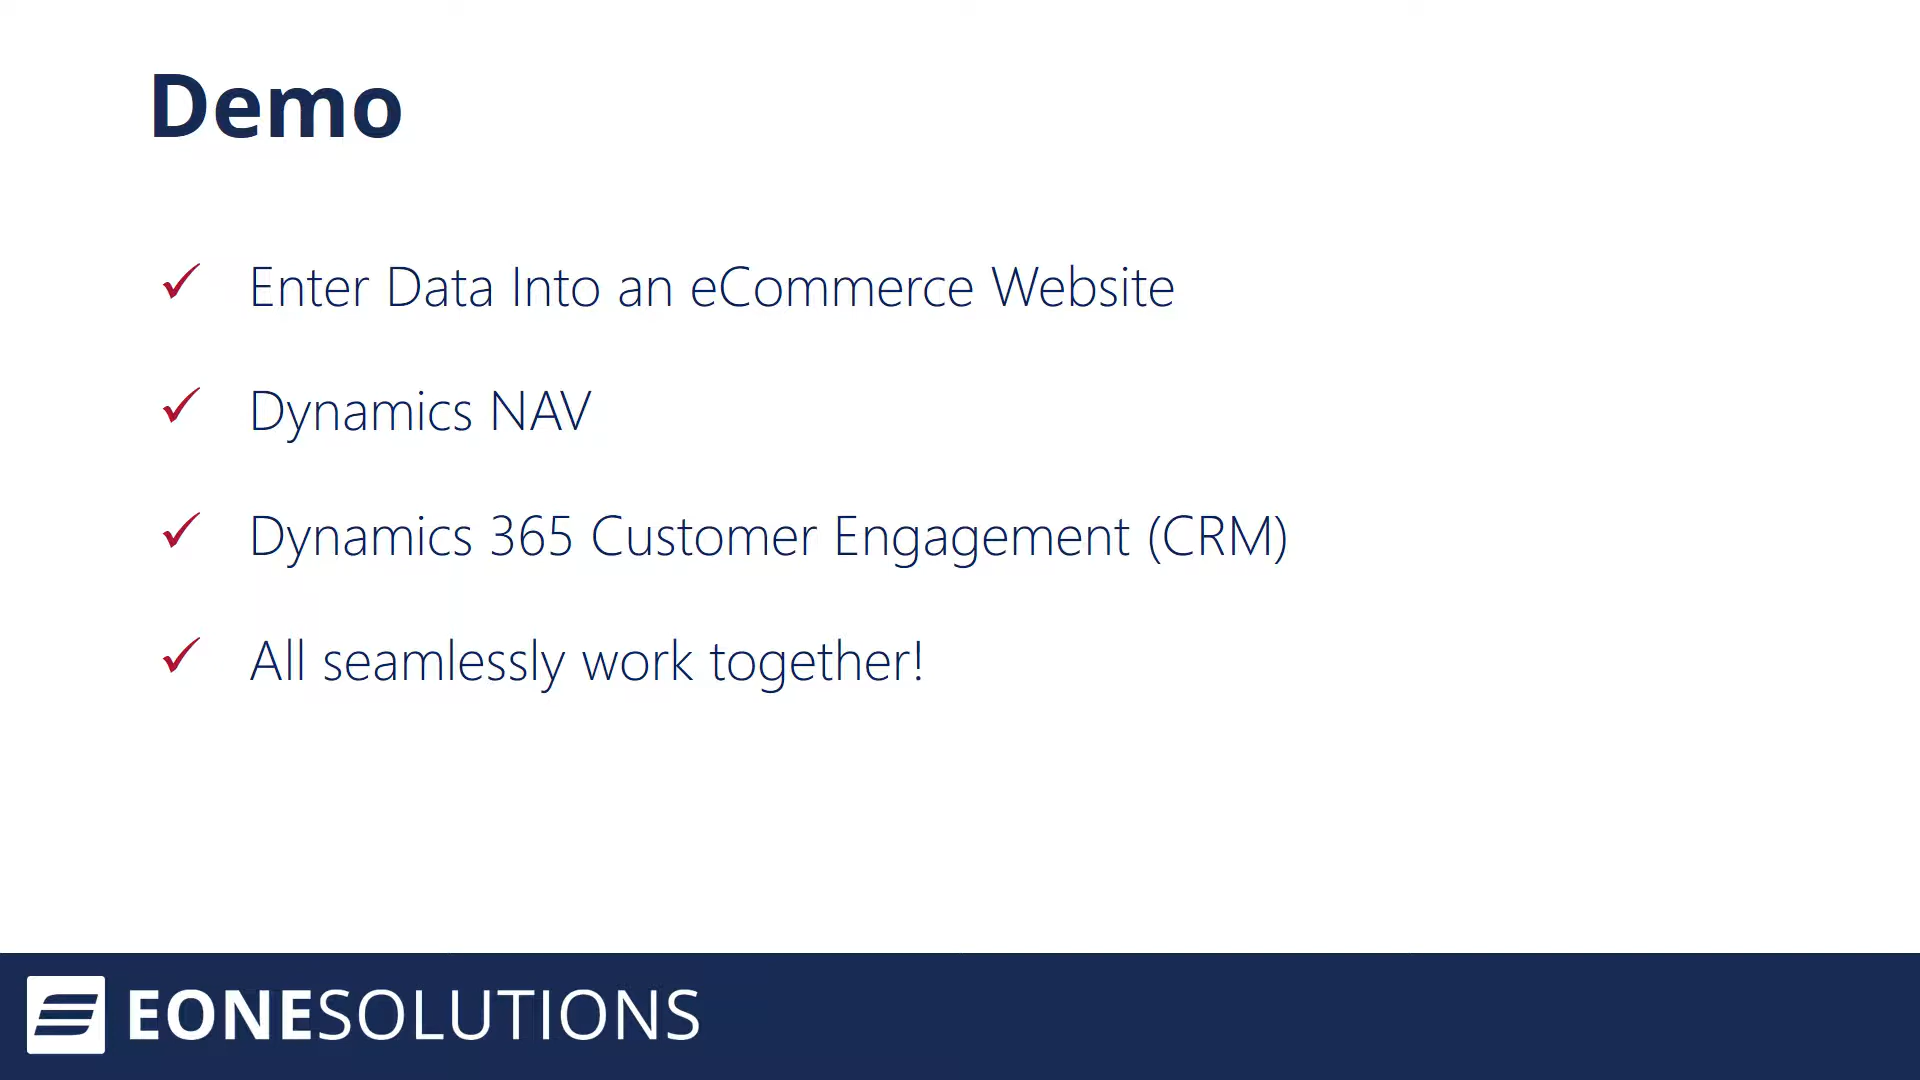 Demo
Enter Data Into an eCommerce Website
Dynamics NAV
Dynamics 365 Customer Engagement (CRM)
All seamlessly work together!
EONESOLUTIONS